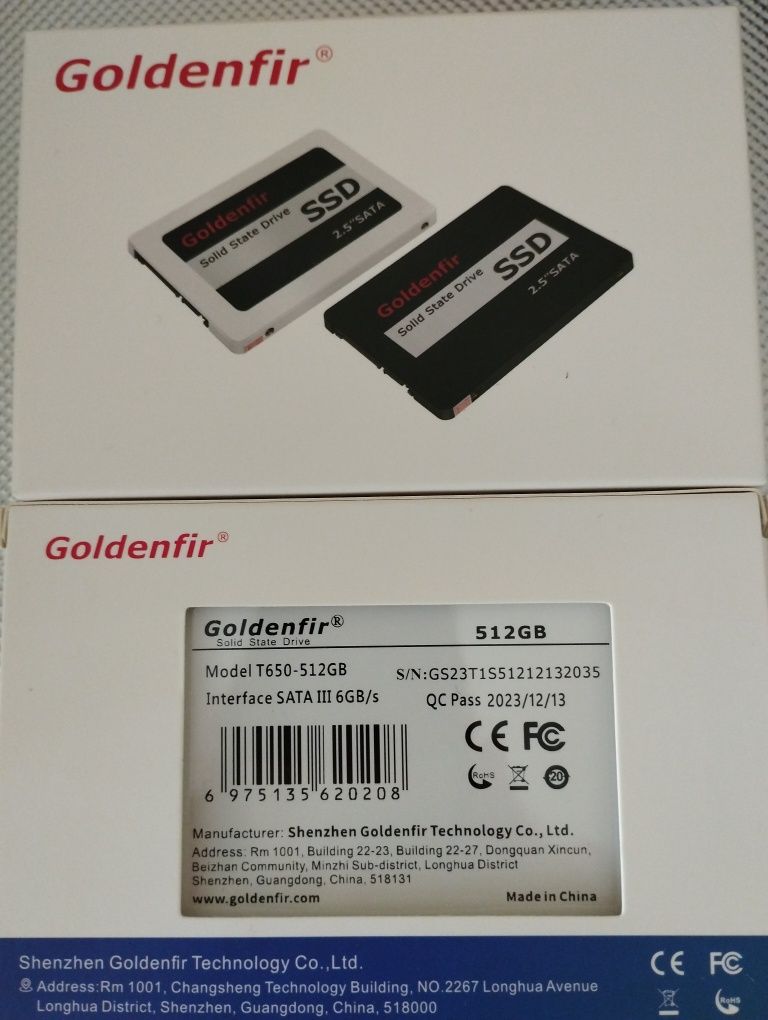 Goldenfir®
Goldenfir
Solid State Drive
SSD
2.5"SATA
Goldenfir
Solid State Drive
SSD
2.5"SATA
Goldenfir®
Goldenfir®
Solid State Drive
512GB
Model T650-512GB
S/N:GS23T1S51212132035
Interface SATA III 6GB/s
QC Pass 2023/12/13
CE FC
RoHS
20
6 975135 620208
Manufacturer: Shenzhen Goldenfir Technology Co., Ltd.
Address: Rm 1001, Building 22-23, Building 22-27, Dongquan Xincun,
Beizhan Community, Minzhi Sub-district, Longhua District
Shenzhen, Guangdong, China, 518131
www.goldenfir.com
Made in China
Shenzhen Goldenfir Technology Co.,Ltd.
CE FC
Address:Rm 1001, Changsheng Technology Building, NO.2267 Longhua Avenue
Longhua District, Shenzhen, Guangdong, China, 518000
RoHS